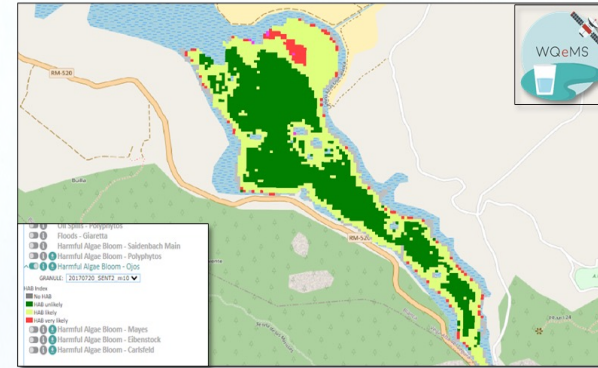 WQeMS
RM-520
RM-520
Oil Spills - Polyphytos
Floods - Giaretta
Harmful Algae Bloom - Saidenbach Main
Harmful Algae Bloom - Polyphytos
Harmful Algae Bloom - Ojos
GRANULE: 20170720_SENT2_m10
HAB Index
No HAB
HAB unlikely
HAB likely
HAB very likely
Harmful Algae Bloom - Mayes
Harmful Algae Bloom - Eibenstock
Harmful Algae Bloom - Carlsfeld